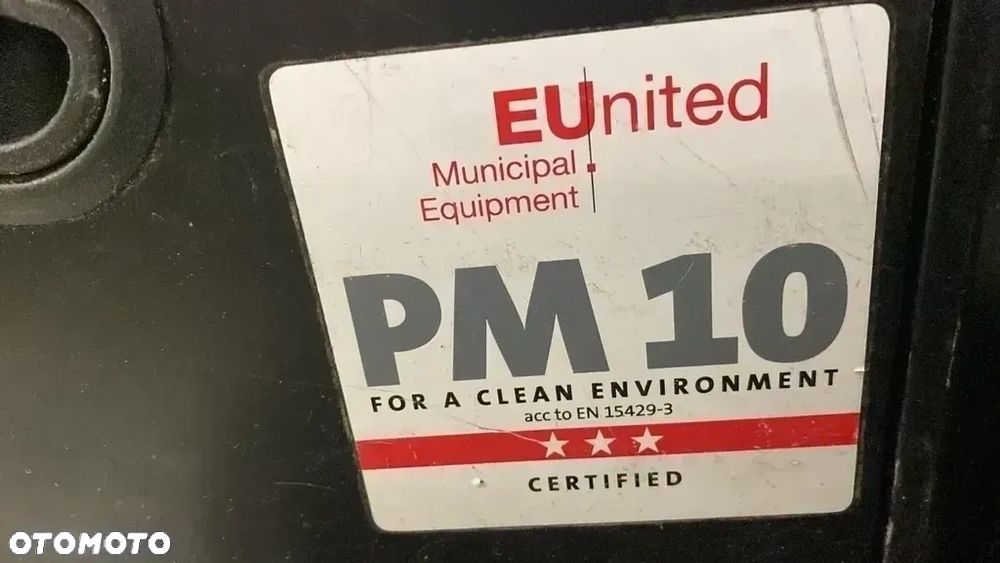 EUnited
Municipal
Equipment
PM 10
FOR A CLEAN ENVIRONMENT
acc to EN 15429-3
CERTIFIED
OTOMOTO